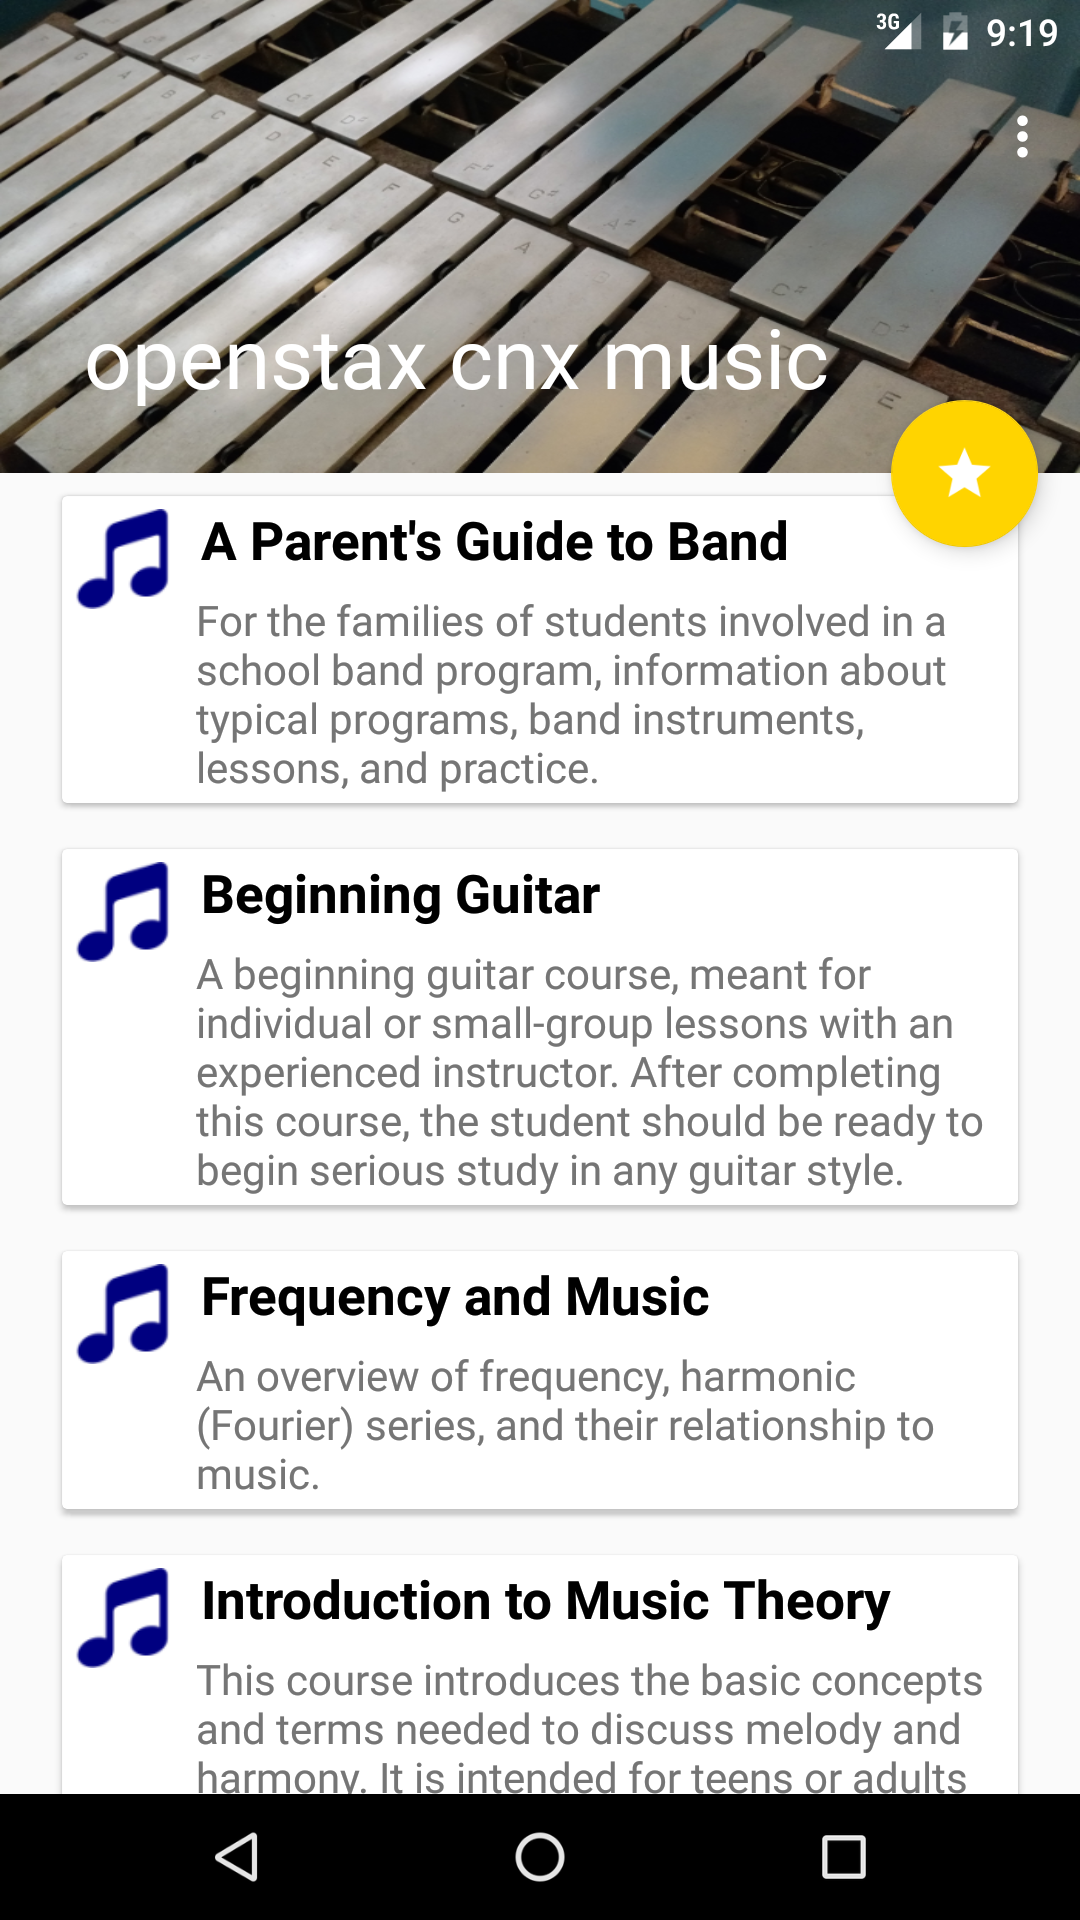 3G 9:19
C# D# F# G# A# C# D#
G A B C D E F G A B C D E
openstax cnx music
A Parent's Guide to Band
For the families of students involved in a
school band program, information about
typical programs, band instruments,
lessons, and practice.
Beginning Guitar
A beginning guitar course, meant for
individual or small-group lessons with an
experienced instructor. After completing
this course, the student should be ready to
begin serious study in any guitar style.
Frequency and Music
An overview of frequency, harmonic
(Fourier) series, and their relationship to
music.
Introduction to Music Theory
This course introduces the basic concepts
and terms needed to discuss melody and
harmony. It is intended for teens or adults